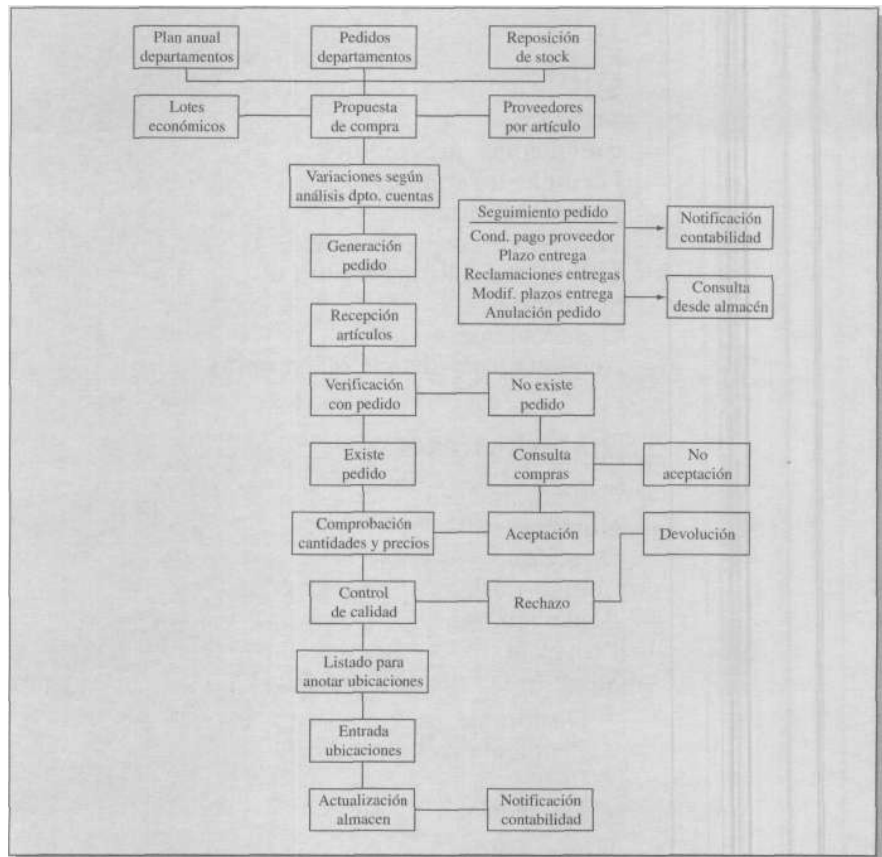 Plan anual
departamentos
Pedidos
departamentos
Reposición
de stock
Lotes
económicos
Propuesta
de compra
Proveedores
por artículo
Variaciones según
análisis dpto. cuentas
Seguimiento pedido
Cond. pago proveedor
Plazo entrega
Reclamaciones entregas
Modif. plazos entrega
Anulación pedido
Notificación
contabilidad
Consulta
desde almacén
Generación
pedido
Recepción
artículos
Verificación
con pedido
No existe
pedido
Existe
pedido
Consulta
compras
No
aceptación
Comprobación
cantidades y precios
Aceptación
Devolución
Control
de calidad
Rechazo
Listado para
anotar ubicaciones
Entrada
ubicaciones
Actualización
almacen
Notificación
contabilidad